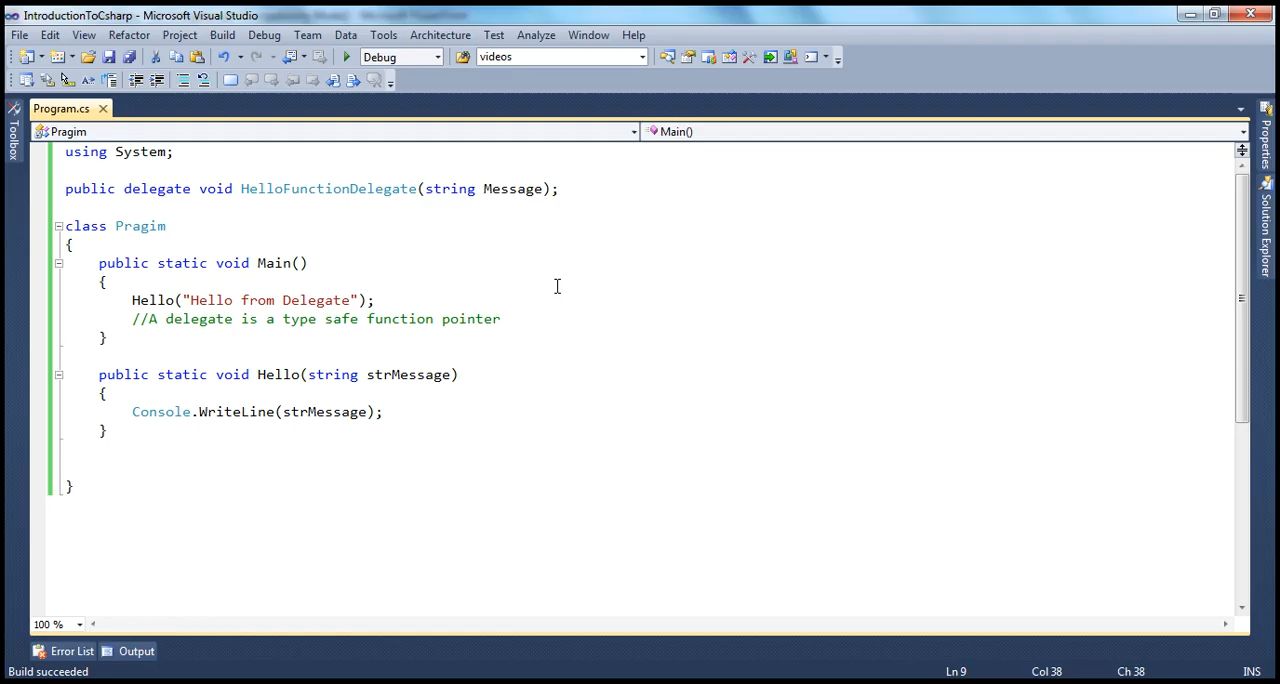 IntroductionToCsharp - Microsoft Visual Studio
File Edit View Refactor Project Build Debug Team Data Tools Architecture Test Analyze Window Help
Debug videos
Program.cs
Pragim Main()
Toolbox
Properties
Solution Explorer
using System;
public delegate void HelloFunctionDelegate(string Message);
class Pragim
{
public static void Main()
{
Hello("Hello from Delegate");
//A delegate is a type safe function pointer
}
public static void Hello(string strMessage)
{
Console.WriteLine(strMessage);
}
}
100 %
Error List Output
Build succeeded Ln 9 Col 38 Ch 38 INS